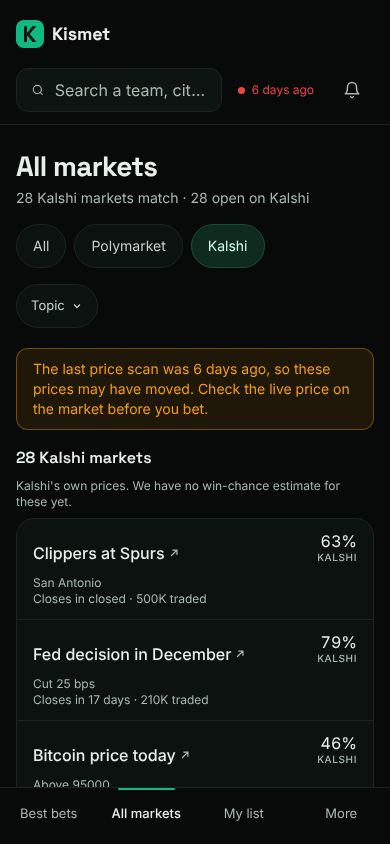 Kismet
Search a team, cit...
6 days ago
All markets
28 Kalshi markets match · 28 open on Kalshi
All
Polymarket
Kalshi
Topic
The last price scan was 6 days ago, so these
prices may have moved. Check the live price on
the market before you bet.
28 Kalshi markets
Kalshi's own prices. We have no win-chance estimate for
these yet.
Clippers at Spurs ↗
63%
KALSHI
San Antonio
Closes in closed · 500K traded
Fed decision in December ↗
79%
KALSHI
Cut 25 bps
Closes in 17 days · 210K traded
Bitcoin price today ↗
46%
KALSHI
Above 95000
Best bets
All markets
My list
More